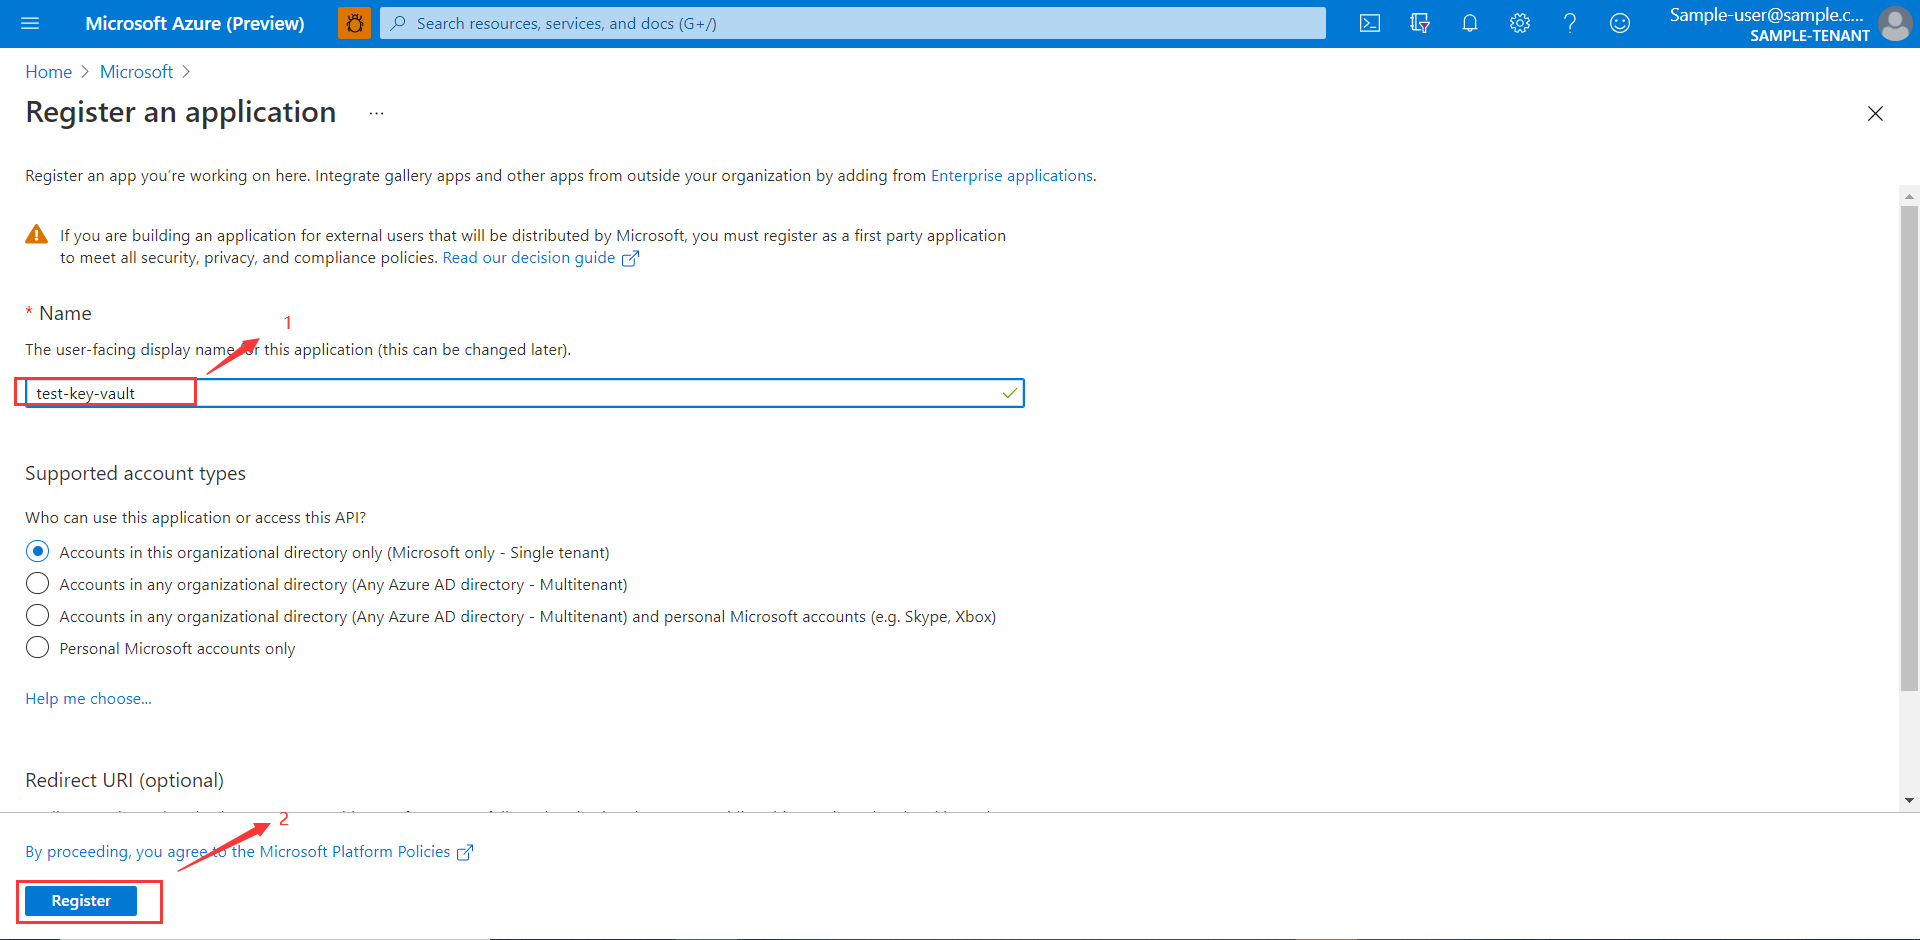 Microsoft Azure (Preview)
Search resources, services, and docs (G+/)
Sample-user@sample.c...
SAMPLE-TENANT
Home > Microsoft >
Register an application ...
Register an app you're working on here. Integrate gallery apps and other apps from outside your organization by adding from Enterprise applications.
If you are building an application for external users that will be distributed by Microsoft, you must register as a first party application
to meet all security, privacy, and compliance policies. Read our decision guide
* Name
1
The user-facing display name for this application (this can be changed later).
test-key-vault
Supported account types
Who can use this application or access this API?
Accounts in this organizational directory only (Microsoft only - Single tenant)
Accounts in any organizational directory (Any Azure AD directory - Multitenant)
Accounts in any organizational directory (Any Azure AD directory - Multitenant) and personal Microsoft accounts (e.g. Skype, Xbox)
Personal Microsoft accounts only
Help me choose...
Redirect URI (optional)
2
By proceeding, you agree to the Microsoft Platform Policies
Register